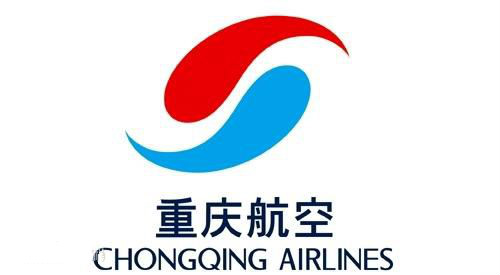 重庆航空
CHONGQING AIRLINES